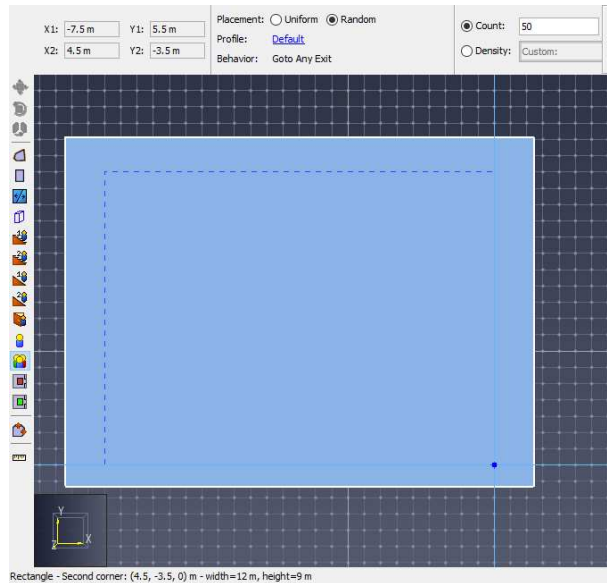 X1: -7.5 m Y1: 5.5 m
X2: 4.5 m Y2: -3.5 m
Placement: Uniform Random
Profile: Default
Behavior: Goto Any Exit
Count: 50
Density: Custom:
Y
X
Rectangle - Second corner: (4.5, -3.5, 0) m - width=12 m, height=9 m